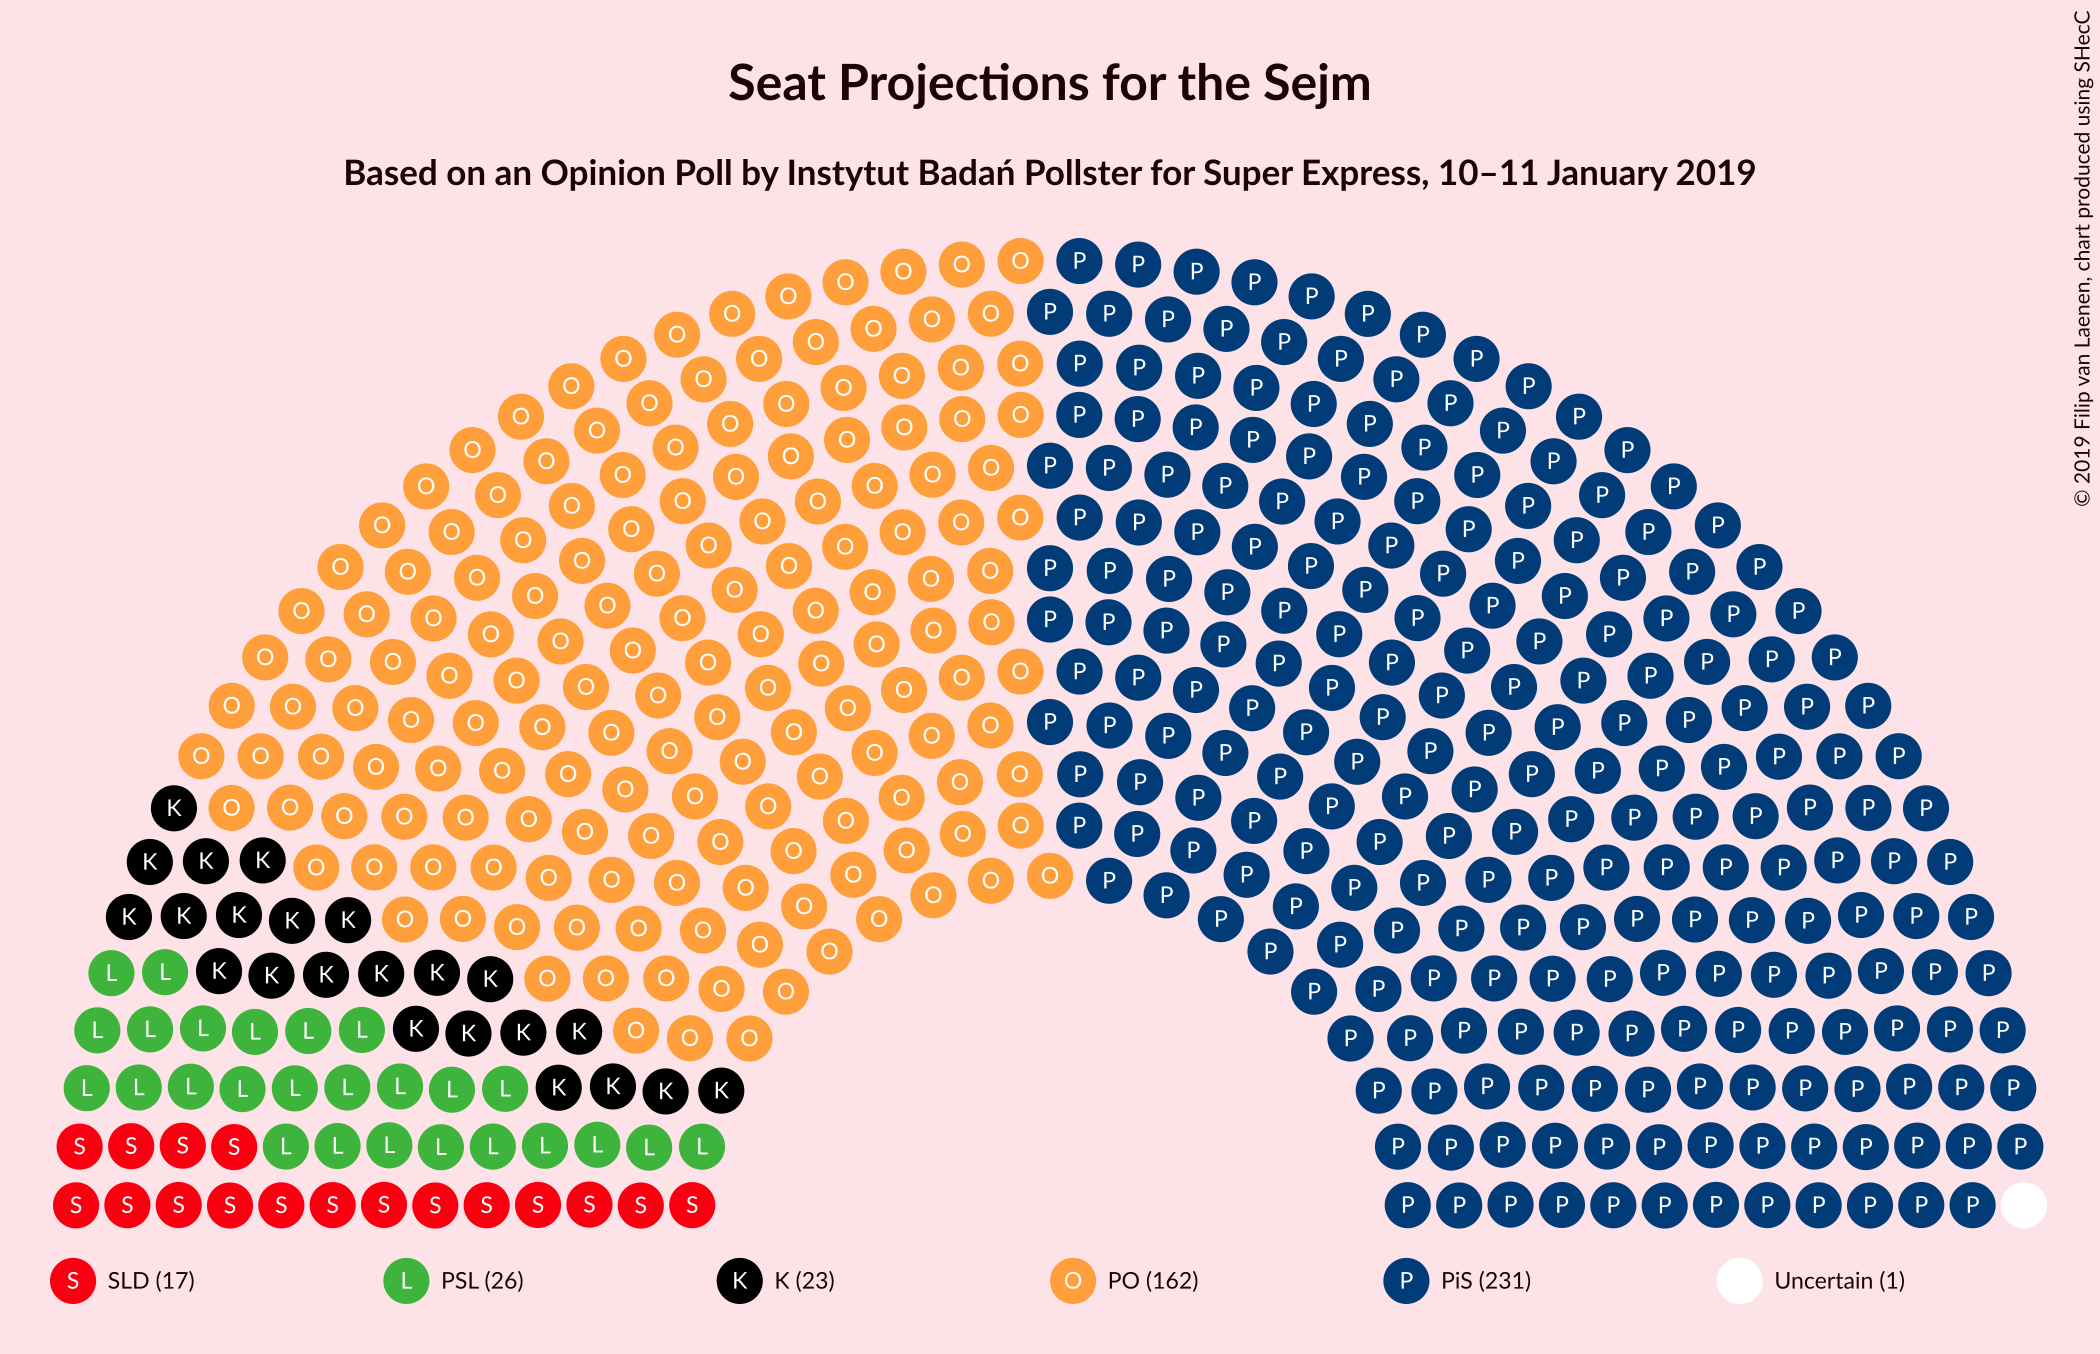 Seat Projections for the Sejm
Based on an Opinion Poll by Instytut Badań Pollster for Super Express, 10–11 January 2019
© 2019 Filip van Laenen, chart produced using SHecC
S SLD (17) L PSL (26) K K (23) O PO (162) P PiS (231) Uncertain (1)